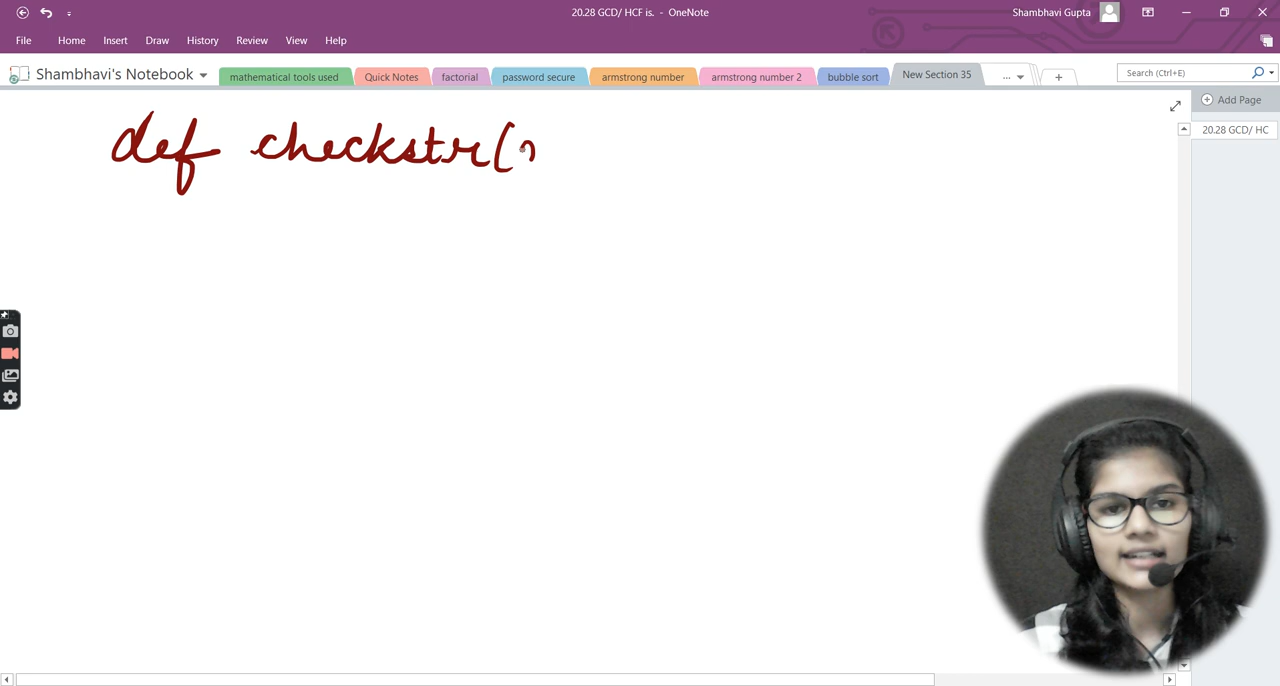 20.28 GCD/ HCF is. - OneNote
Shambhavi Gupta
File Home Insert Draw History Review View Help
Shambhavi's Notebook
mathematical tools used
Quick Notes
factorial
password secure
armstrong number
armstrong number 2
bubble sort
New Section 35
...
+
Search (Ctrl+E)
Add Page
20.28 GCD/ HC
def checkstr(